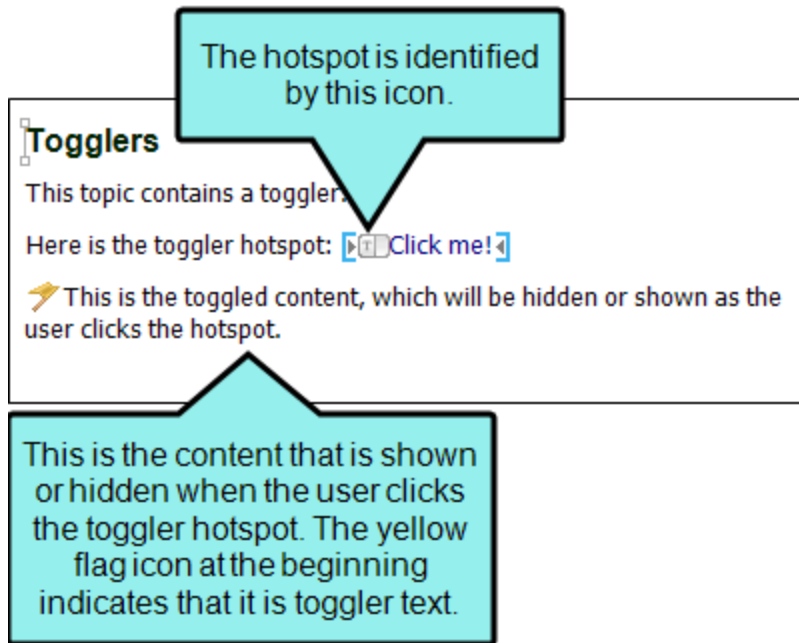 The hotspot is identified
by this icon.
Togglers
This topic contains a toggler.
Here is the toggler hotspot: T Click me!
This is the toggled content, which will be hidden or shown as the
user clicks the hotspot.
This is the content that is shown
or hidden when the user clicks
the toggler hotspot. The yellow
flag icon at the beginning
indicates that it is toggler text.